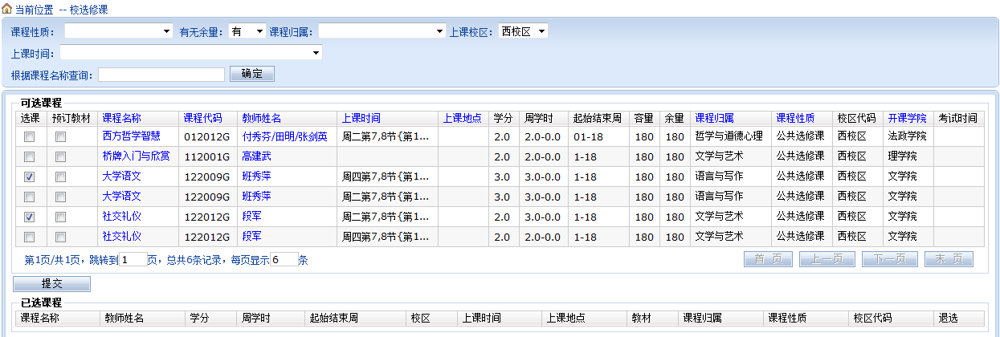 当前位置 -- 校选修课
课程性质： 有无余量： 有 课程归属： 上课校区： 西校区
上课时间：
根据课程名称查询： 确定
可选课程
选课 预订教材 课程名称 课程代码 教师姓名 上课时间 上课地点 学分 周学时 起始结束周 容量 余量 课程归属 课程性质 校区代码 开课学院 考试时间
西方哲学智慧 012012G 付秀芬/田明/张剑英 周二第7,8节{第1... 2.0 2.0-0.0 01-18 180 180 哲学与道德心理 公共选修课 西校区 法政学院
桥牌入门与欣赏 112001G 高建武 2.0 2.0-0.0 1-18 180 180 文学与艺术 公共选修课 西校区 理学院
大学语文 122009G 班秀萍 周四第7,8节{第1... 3.0 3.0-0.0 1-18 180 180 语言与写作 公共选修课 西校区 文学院
大学语文 122009G 班秀萍 周二第7,8节{第1... 3.0 3.0-0.0 1-18 180 180 语言与写作 公共选修课 西校区 文学院
社交礼仪 122012G 段军 周二第7,8节{第1... 2.0 3.0-0.0 1-18 180 180 文学与艺术 公共选修课 西校区 文学院
社交礼仪 122012G 段军 周四第7,8节{第1... 2.0 2.0-0.0 1-18 180 180 文学与艺术 公共选修课 西校区 文学院
第1页/共1页，跳转到 1 页，总共6条记录，每页显示 6 条 首 页 上一页 下一页 末 页
提交
已选课程
课程名称 教师姓名 学分 周学时 起始结束周 校区 上课时间 上课地点 教材 课程归属 课程性质 校区代码 退选